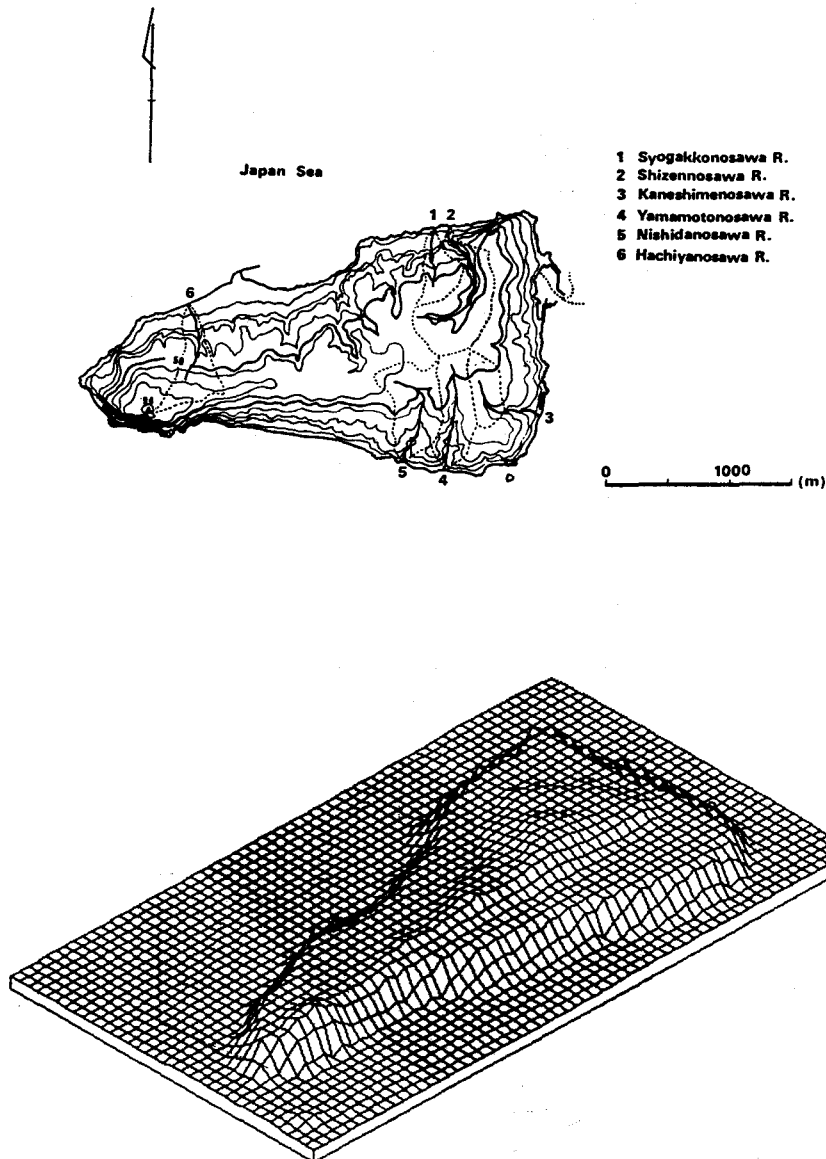 Japan Sea
1 Syogakkonosawa R.
2 Shizennosawa R.
3 Kaneshimenosawa R.
4 Yamamotonosawa R.
5 Nishidanosawa R.
6 Hachiyanosawa R.
1 2
6
50
3
5 4
0 1000 (m)